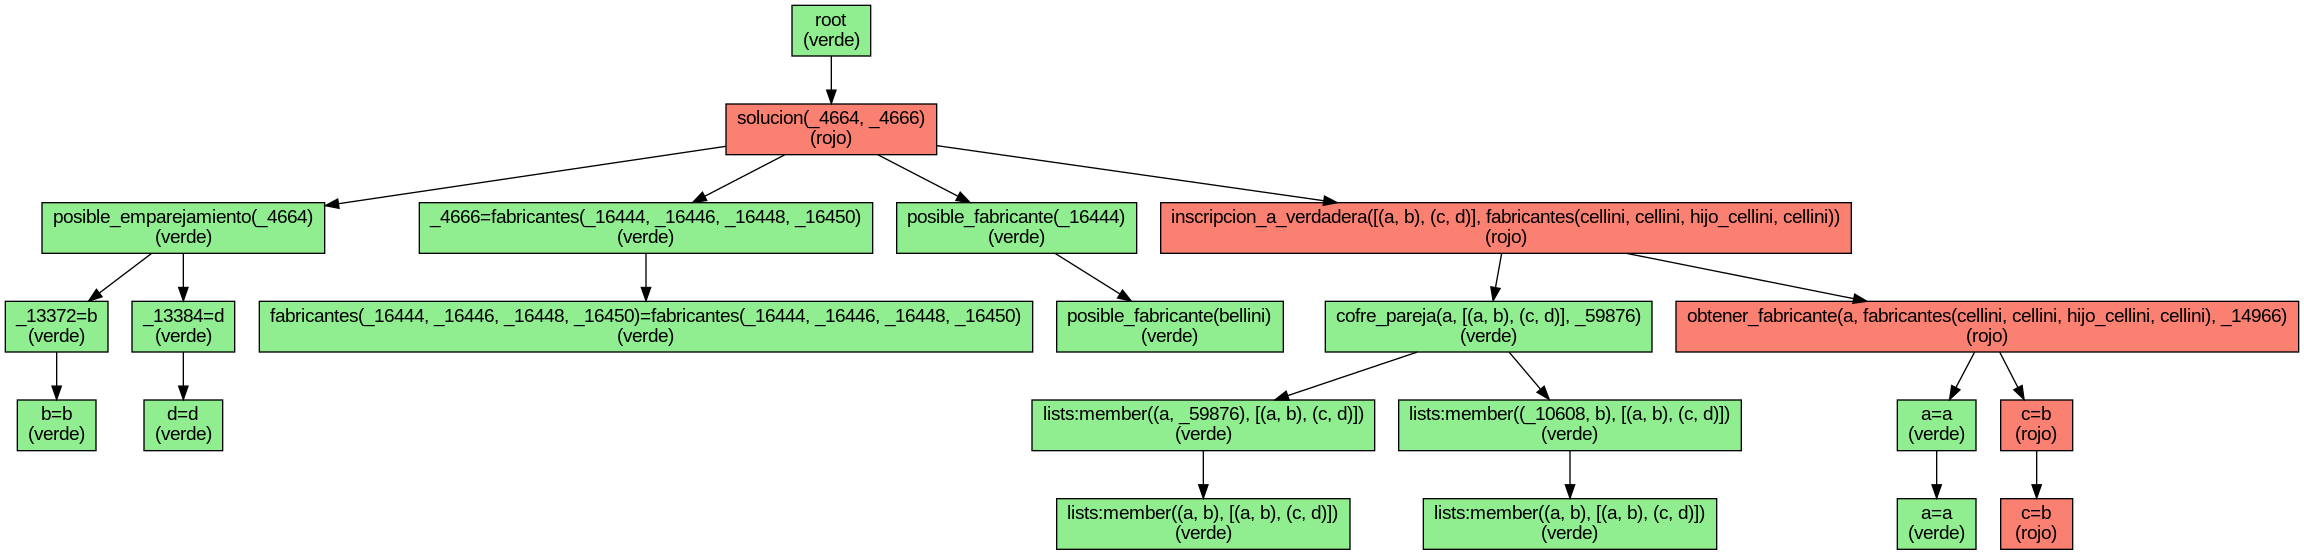 root
(verde)
solucion(_4664, _4666)
(rojo)
posible_emparejamiento(_4664)
(verde)
_4666=fabricantes(_16444, _16446, _16448, _16450)
(verde)
posible_fabricante(_16444)
(verde)
inscripcion_a_verdadera([(a, b), (c, d)], fabricantes(cellini, cellini, hijo_cellini, cellini))
(rojo)
_13372=b
(verde)
_13384=d
(verde)
fabricantes(_16444, _16446, _16448, _16450)=fabricantes(_16444, _16446, _16448, _16450)
(verde)
posible_fabricante(bellini)
(verde)
cofre_pareja(a, [(a, b), (c, d)], _59876)
(verde)
obtener_fabricante(a, fabricantes(cellini, cellini, hijo_cellini, cellini), _14966)
(rojo)
b=b
(verde)
d=d
(verde)
lists:member((a, _59876), [(a, b), (c, d)])
(verde)
lists:member((_10608, b), [(a, b), (c, d)])
(verde)
a=a
(verde)
c=b
(rojo)
lists:member((a, b), [(a, b), (c, d)])
(verde)
lists:member((a, b), [(a, b), (c, d)])
(verde)
a=a
(verde)
c=b
(rojo)